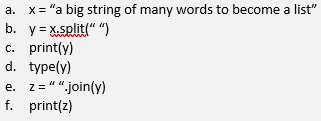 a. x = “a big string of many words to become a list”
b. y = x.split(“ “)
c. print(y)
d. type(y)
e. z = “ “.join(y)
f. print(z)